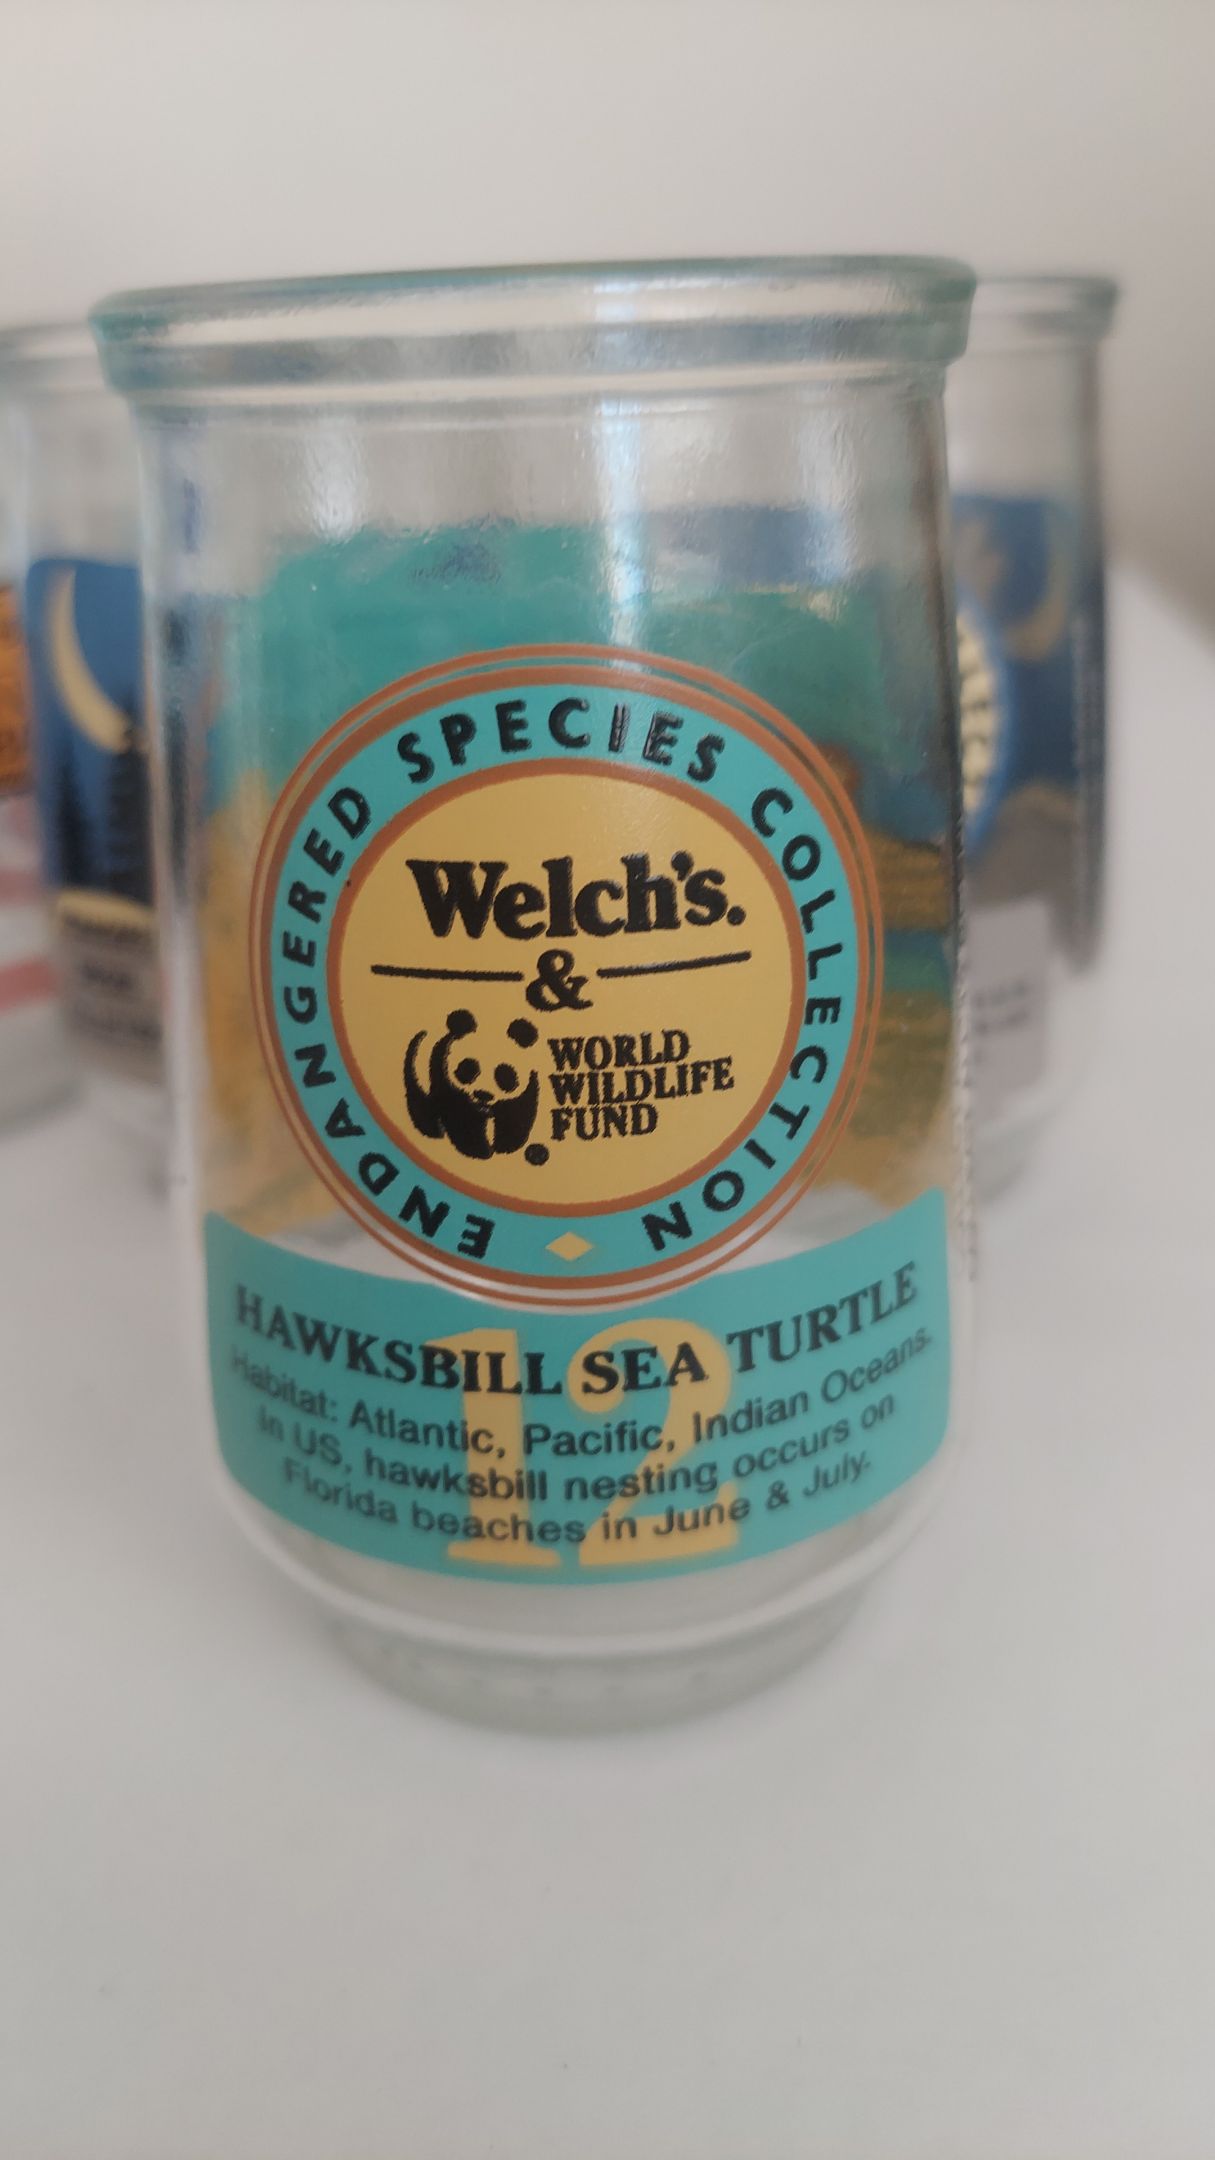 ENDANGERED SPECIES COLLECTION
Welch's.
&
WORLD
WILDLIFE
FUND
12
HAWKSBILL SEA TURTLE
Habitat: Atlantic, Pacific, Indian Oceans.
In US, hawksbill nesting occurs on
Florida beaches in June & July.